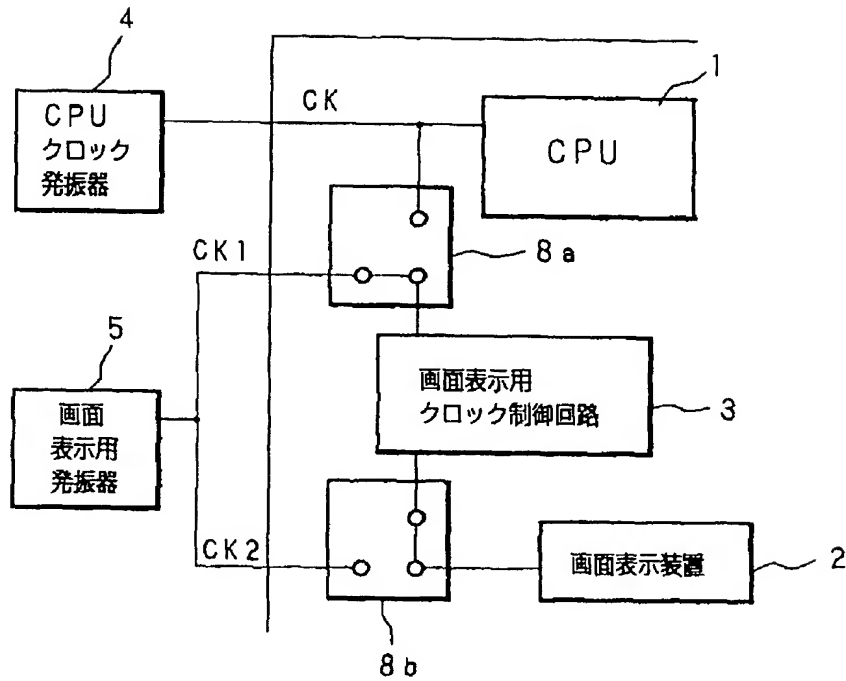 4
CK
1
CPU
クロック
発振器
CPU
CK1
8a
5
画面
表示用
発振器
画面表示用
クロック制御回路
3
CK2
画面表示装置
2
8b